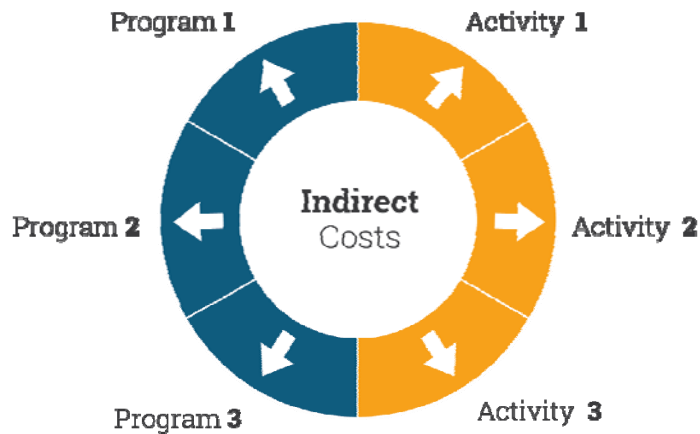 Program 1
Activity 1
Program 2
Indirect
Costs
Activity 2
Program 3
Activity 3